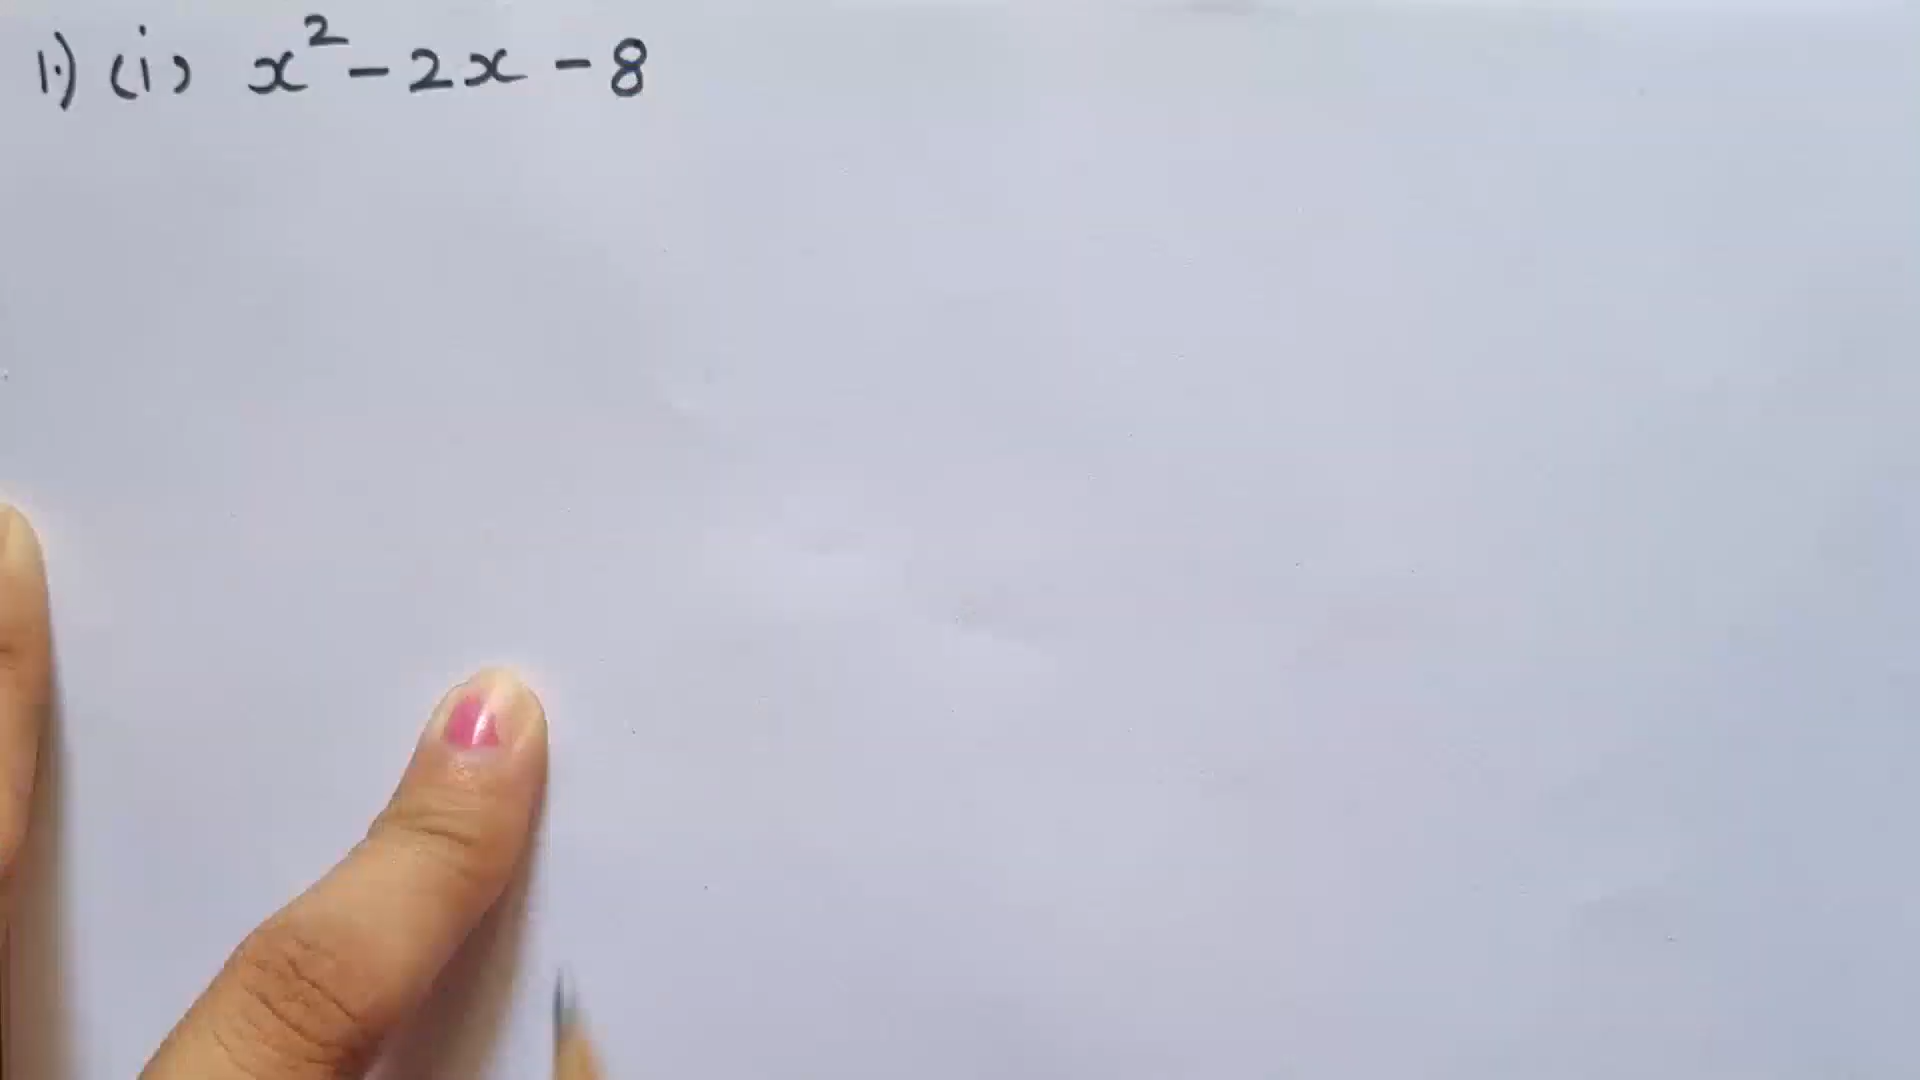 1.) (i) x² - 2x - 8